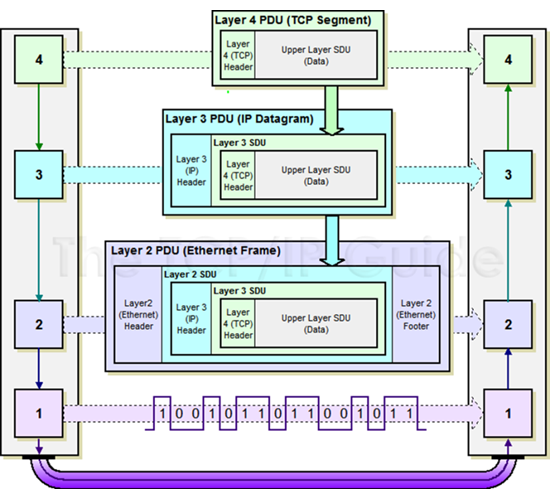 Layer 4 PDU (TCP Segment)
4
Layer
4 (TCP)
Header
Upper Layer SDU
(Data)
4
Layer 3 PDU (IP Datagram)
3
Layer 3
(IP)
Header
Layer 3 SDU
Layer
4 (TCP)
Header
Upper Layer SDU
(Data)
3
The TCP/IP Guide
Layer 2 PDU (Ethernet Frame)
2
Layer2
(Ethernet)
Header
Layer 2 SDU
Layer 3
(IP)
Header
Layer 3 SDU
Layer
4 (TCP)
Header
Upper Layer SDU
(Data)
Layer 2
(Ethernet)
Footer
2
1
1 0 0 1 0 1 1 0 1 1 0 0 1 0 1 1
1